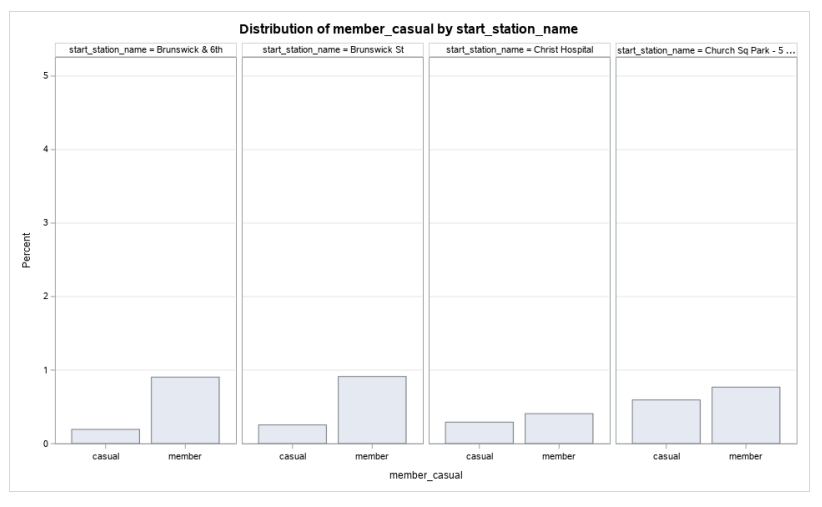 Distribution of member_casual by start_station_name
start_station_name = Brunswick & 6th
start_station_name = Brunswick St
start_station_name = Christ Hospital
start_station_name = Church Sq Park - 5 ...
5
4
3
2
1
0
Percent
casual
member
casual
member
casual
member
casual
member
member_casual